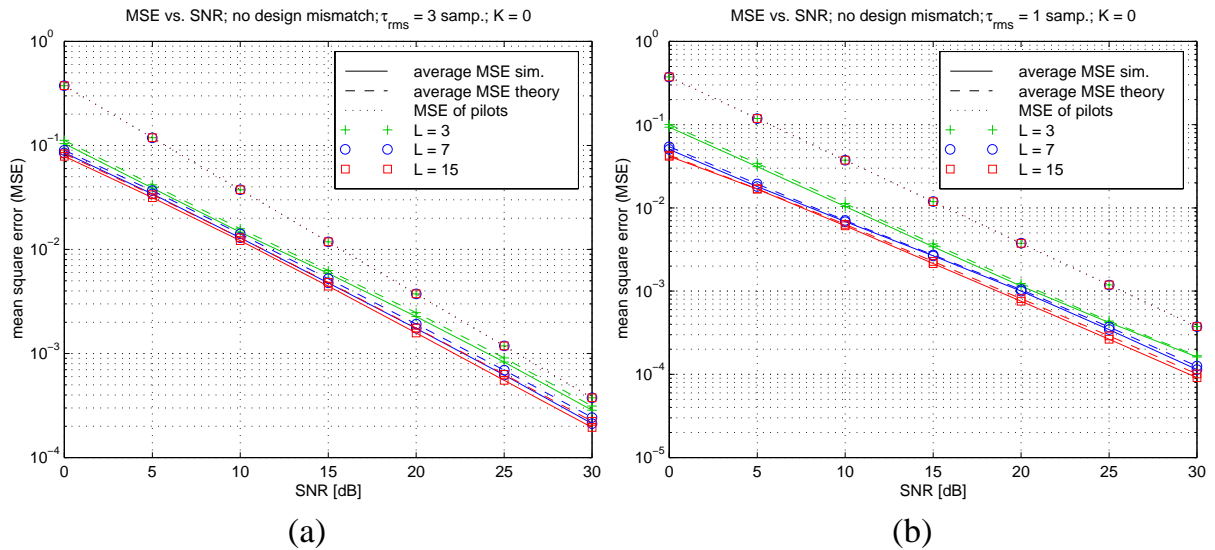 MSE vs. SNR; no design mismatch; τrms = 3 samp.; K = 0
10^0
10^-1
10^-2
10^-3
10^-4
mean square error (MSE)
average MSE sim.
average MSE theory
MSE of pilots
L = 3
L = 7
L = 15
0 5 10 15 20 25 30
SNR [dB]
(a)
MSE vs. SNR; no design mismatch; τrms = 1 samp.; K = 0
10^0
10^-1
10^-2
10^-3
10^-4
10^-5
mean square error (MSE)
average MSE sim.
average MSE theory
MSE of pilots
L = 3
L = 7
L = 15
0 5 10 15 20 25 30
SNR [dB]
(b)